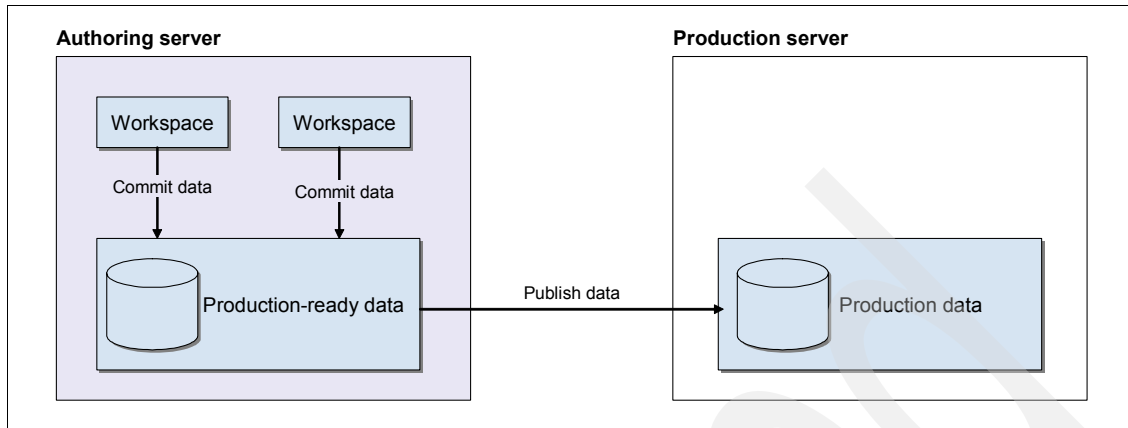 Authoring server
Production server
Workspace
Workspace
Commit data
Commit data
Production-ready data
Publish data
Production data